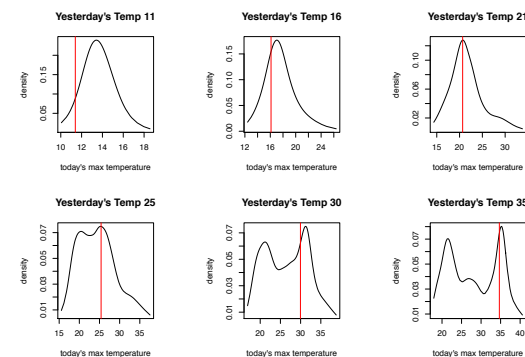 Yesterday's Temp 11
density
0.05 0.15
10 12 14 16 18
today's max temperature
Yesterday's Temp 16
density
0.00 0.05 0.10 0.15
12 16 20 24
today's max temperature
Yesterday's Temp 21
density
0.02 0.06 0.10
15 20 25 30
today's max temperature
Yesterday's Temp 25
density
0.01 0.03 0.05 0.07
15 20 25 30 35
today's max temperature
Yesterday's Temp 30
density
0.01 0.03 0.05 0.07
20 25 30 35
today's max temperature
Yesterday's Temp 35
density
0.01 0.03 0.05 0.07
20 25 30 35 40
today's max temperature